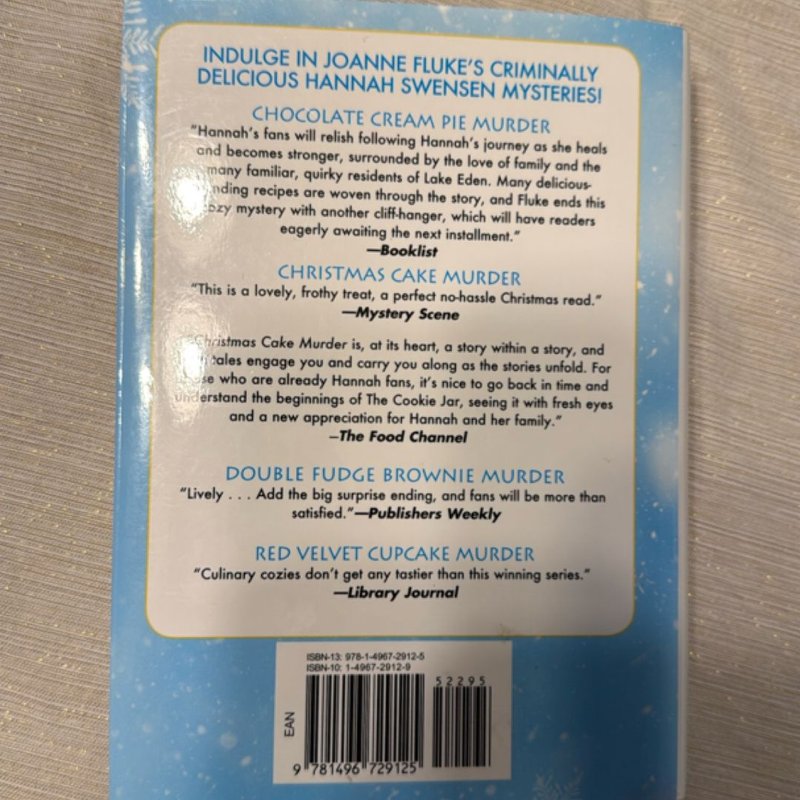 INDULGE IN JOANNE FLUKE'S CRIMINALLY
DELICIOUS HANNAH SWENSEN MYSTERIES!
CHOCOLATE CREAM PIE MURDER
"Hannah's fans will relish following Hannah's journey as she heals
and becomes stronger, surrounded by the love of family and the
many familiar, quirky residents of Lake Eden. Many delicious-
recipes are woven through the story, and Fluke ends this
cozy mystery with another cliff-hanger, which will have readers
eagerly awaiting the next installment."
—Booklist
CHRISTMAS CAKE MURDER
"This is a lovely, frothy treat, a perfect no-hassle Christmas read."
—Mystery Scene
"Christmas Cake Murder is, at its heart, a story within a story, and
tales engage you and carry you along as the stories unfold. For
those who are already Hannah fans, it's nice to go back in time and
understand the beginnings of The Cookie Jar, seeing it with fresh eyes
and a new appreciation for Hannah and her family."
—The Food Channel
DOUBLE FUDGE BROWNIE MURDER
"Lively . . . Add the big surprise ending, and fans will be more than
satisfied."—Publishers Weekly
RED VELVET CUPCAKE MURDER
"Culinary cozies don't get any tastier than this winning series."
—Library Journal
ISBN-13: 978-1-4967-2912-5
ISBN-10: 1-4967-2912-9
52295
EAN
9 781496 729125